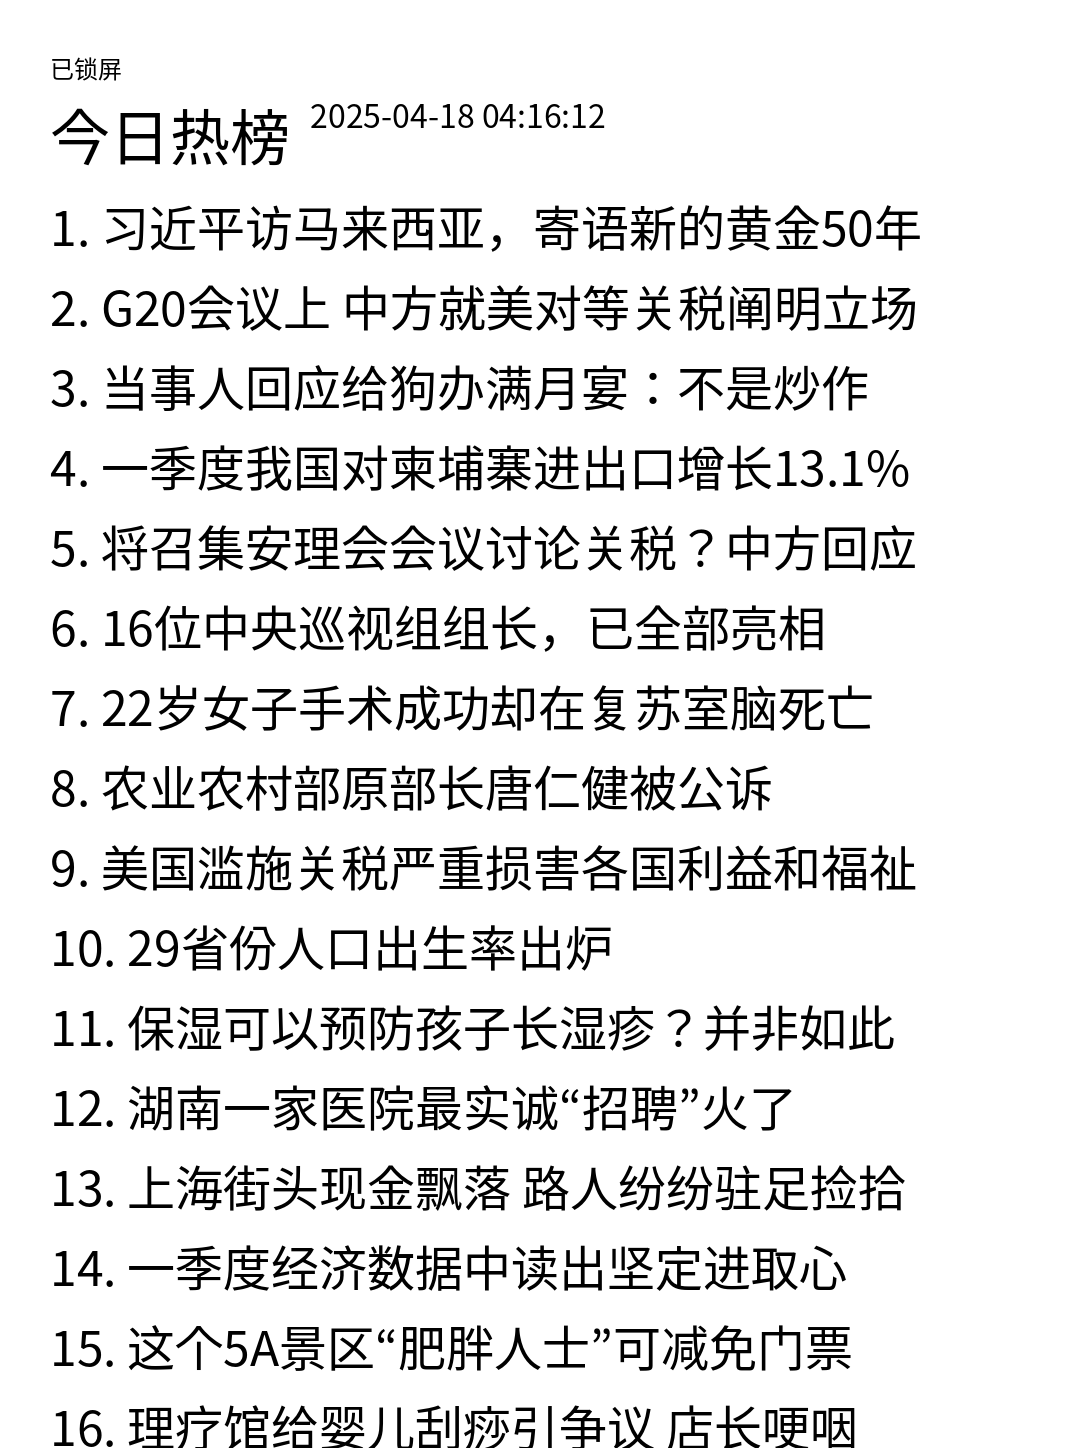 已锁屏
今日热榜 2025-04-18 04:16:12
1. 习近平访马来西亚，寄语新的黄金50年
2. G20会议上 中方就美对等关税阐明立场
3. 当事人回应给狗办满月宴：不是炒作
4. 一季度我国对柬埔寨进出口增长13.1%
5. 将召集安理会会议讨论关税？中方回应
6. 16位中央巡视组组长，已全部亮相
7. 22岁女子手术成功却在复苏室脑死亡
8. 农业农村部原部长唐仁健被公诉
9. 美国滥施关税严重损害各国利益和福祉
10. 29省份人口出生率出炉
11. 保湿可以预防孩子长湿疹？并非如此
12. 湖南一家医院最实诚“招聘”火了
13. 上海街头现金飘落 路人纷纷驻足捡拾
14. 一季度经济数据中读出坚定进取心
15. 这个5A景区“肥胖人士”可减免门票
16. 理疗馆给婴儿刮痧引争议 店长哽咽